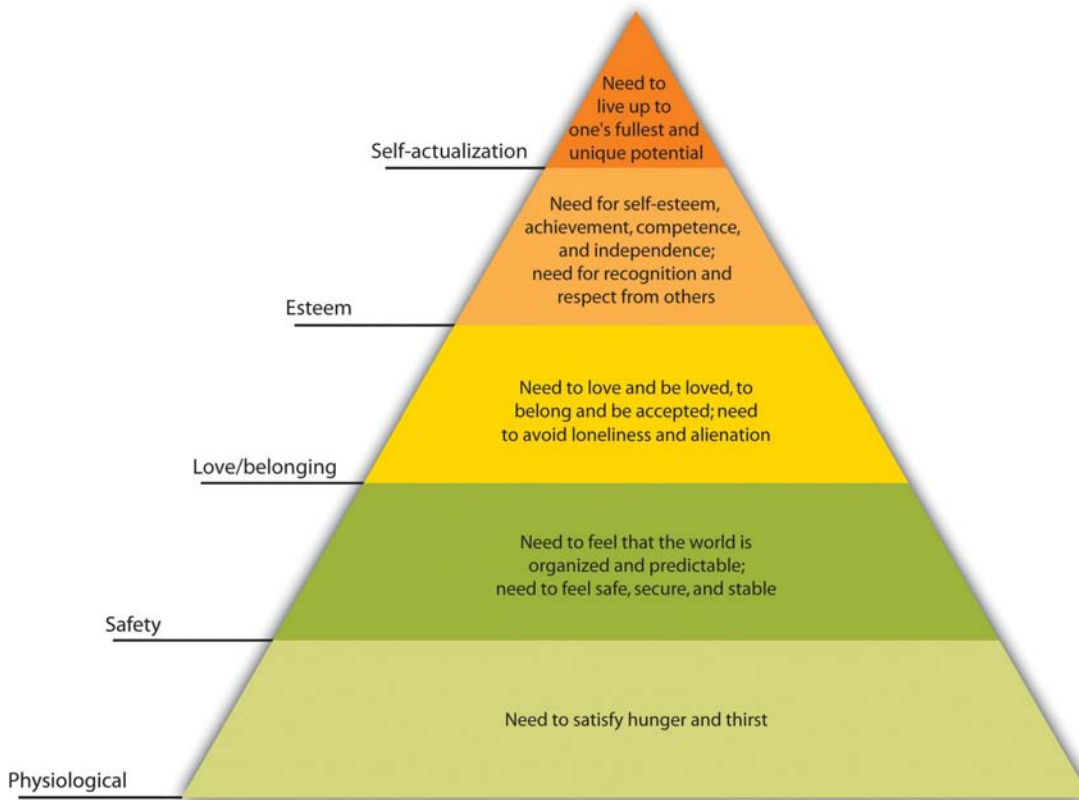 Need to
live up to
one's fullest and
unique potential
Self-actualization
Need for self-esteem,
achievement, competence,
and independence;
need for recognition and
respect from others
Esteem
Need to love and be loved, to
belong and be accepted; need
to avoid loneliness and alienation
Love/belonging
Need to feel that the world is
organized and predictable;
need to feel safe, secure, and stable
Safety
Need to satisfy hunger and thirst
Physiological